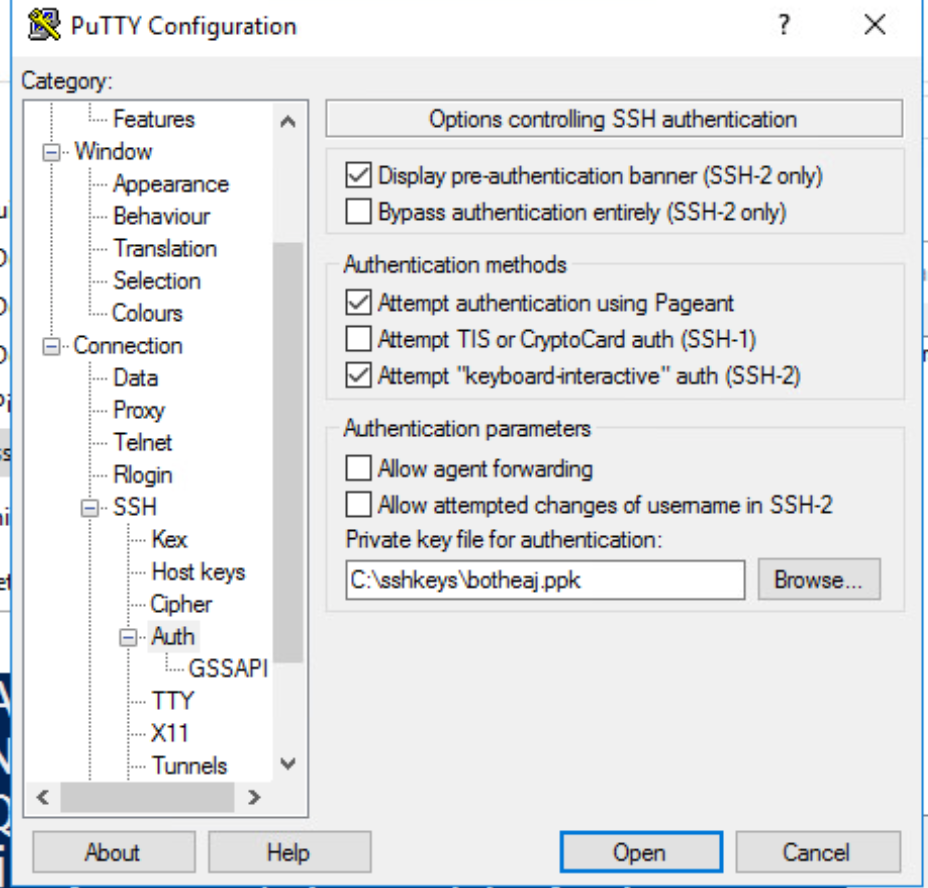 PuTTY Configuration
?
Category:
Features
Window
Appearance
Behaviour
Translation
Selection
Colours
Connection
Data
Proxy
Telnet
Rlogin
SSH
Kex
Host keys
Cipher
Auth
GSSAPI
TTY
X11
Tunnels
Options controlling SSH authentication
Display pre-authentication banner (SSH-2 only)
Bypass authentication entirely (SSH-2 only)
Authentication methods
Attempt authentication using Pageant
Attempt TIS or CryptoCard auth (SSH-1)
Attempt "keyboard-interactive" auth (SSH-2)
Authentication parameters
Allow agent forwarding
Allow attempted changes of username in SSH-2
Private key file for authentication:
C:\sshkeys\botheaj.ppk Browse...
About Help Open Cancel